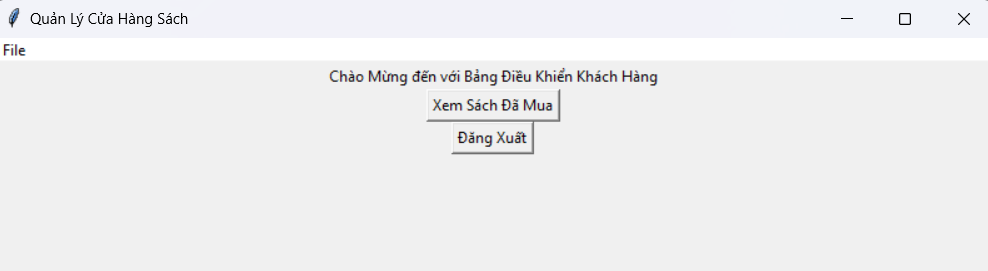 Quản Lý Cửa Hàng Sách
File
Chào Mừng đến với Bảng Điều Khiển Khách Hàng
Xem Sách Đã Mua
Đăng Xuất